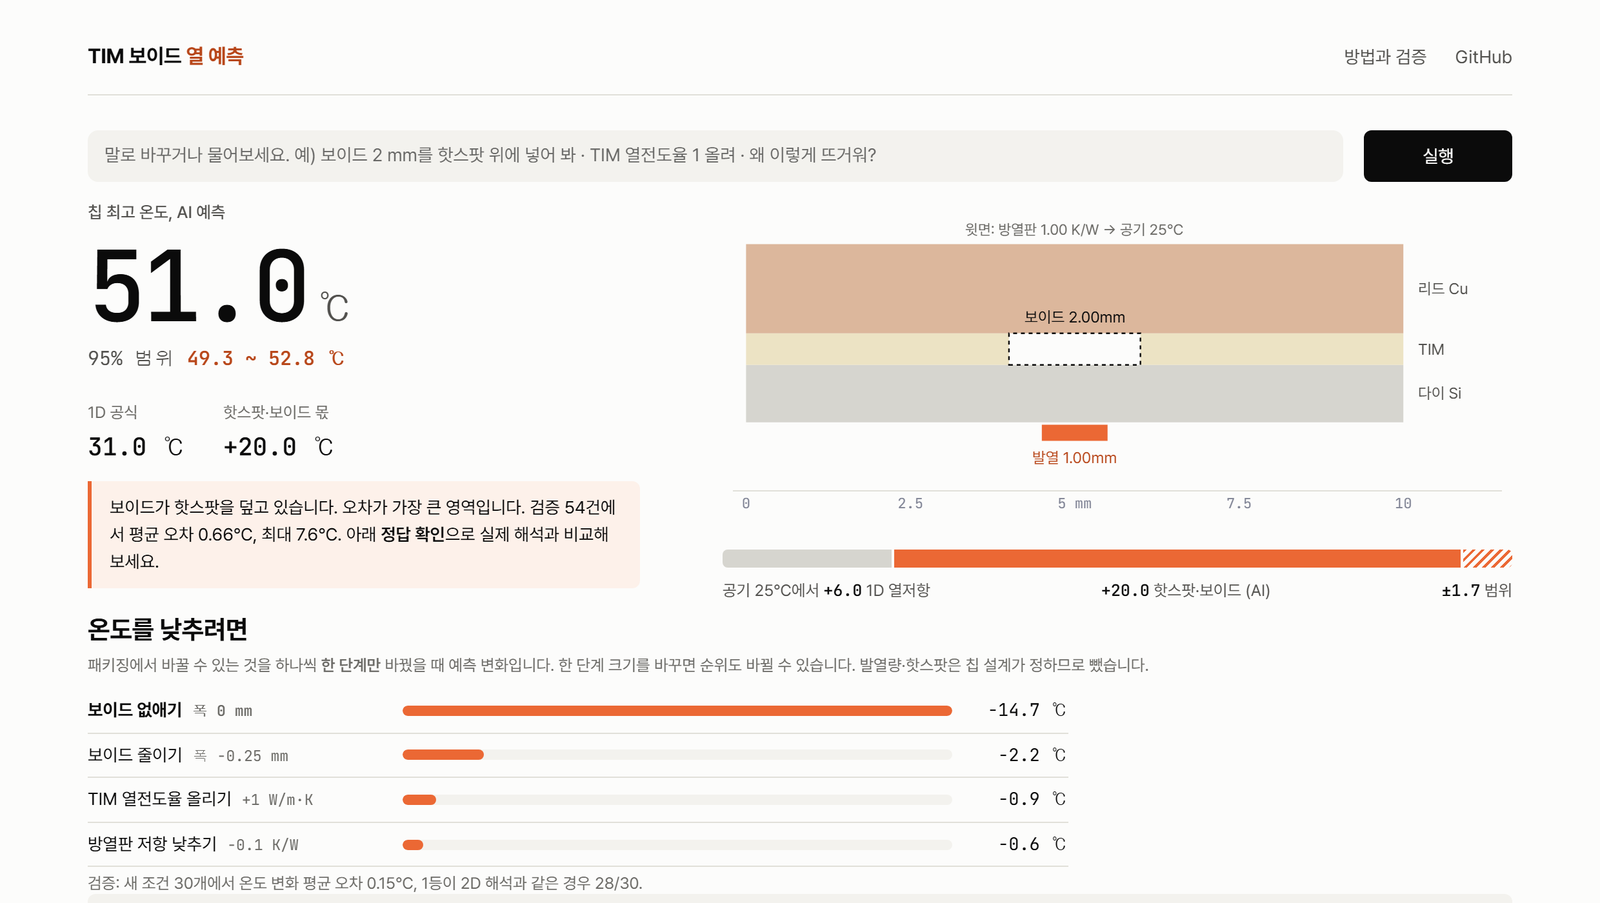 TIM 보이드 열 예측
방법과 검증 GitHub
말로 바꾸거나 물어보세요. 예) 보이드 2 mm를 핫스팟 위에 넣어 봐 · TIM 열전도율 1 올려 · 왜 이렇게 뜨거워?
실행
칩 최고 온도, AI 예측
51.0 ℃
95% 범위 49.3 ~ 52.8 ℃
1D 공식
31.0 ℃
핫스팟·보이드 몫
+20.0 ℃
보이드가 핫스팟을 덮고 있습니다. 오차가 가장 큰 영역입니다. 검증 54건에
서 평균 오차 0.66°C, 최대 7.6°C. 아래 정답 확인으로 실제 해석과 비교해
보세요.
윗면: 방열판 1.00 K/W → 공기 25°C
리드 Cu
보이드 2.00mm
TIM
다이 Si
발열 1.00mm
0 2.5 5 mm 7.5 10
공기 25°C에서 +6.0 1D 열저항
+20.0 핫스팟·보이드 (AI)
±1.7 범위
온도를 낮추려면
패키징에서 바꿀 수 있는 것을 하나씩 한 단계만 바꿨을 때 예측 변화입니다. 한 단계 크기를 바꾸면 순위도 바뀔 수 있습니다. 발열량·핫스팟은 칩 설계가 정하므로 뺐습니다.
보이드 없애기 폭 0 mm -14.7 ℃
보이드 줄이기 폭 -0.25 mm -2.2 ℃
TIM 열전도율 올리기 +1 W/m·K -0.9 ℃
방열판 저항 낮추기 -0.1 K/W -0.6 ℃
검증: 새 조건 30개에서 온도 변화 평균 오차 0.15°C, 1등이 2D 해석과 같은 경우 28/30.